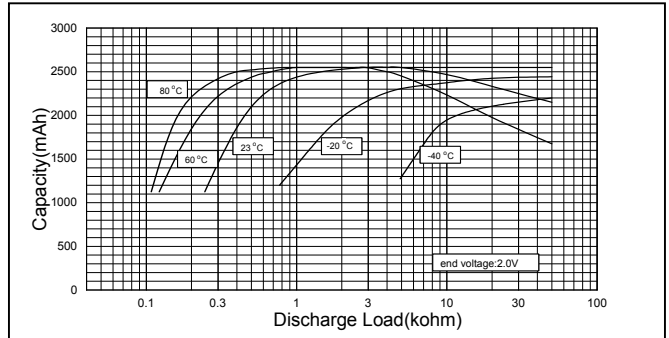 3000
2500
2000
1500
1000
500
0
Capacity(mAh)
80 °C
60 °C
23 °C
-20 °C
-40 °C
end voltage:2.0V
0.1 0.3 1 3 10 30 100
Discharge Load(kohm)